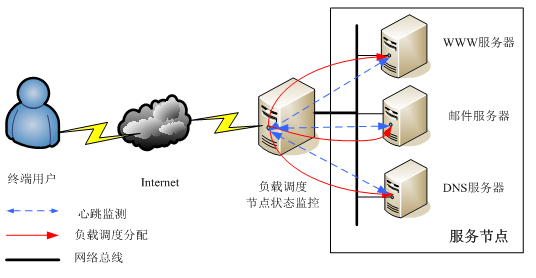 WWW服务器
邮件服务器
DNS服务器
服务节点
终端用户
Internet
负载调度
节点状态监控
心跳监测
负载调度分配
网络总线